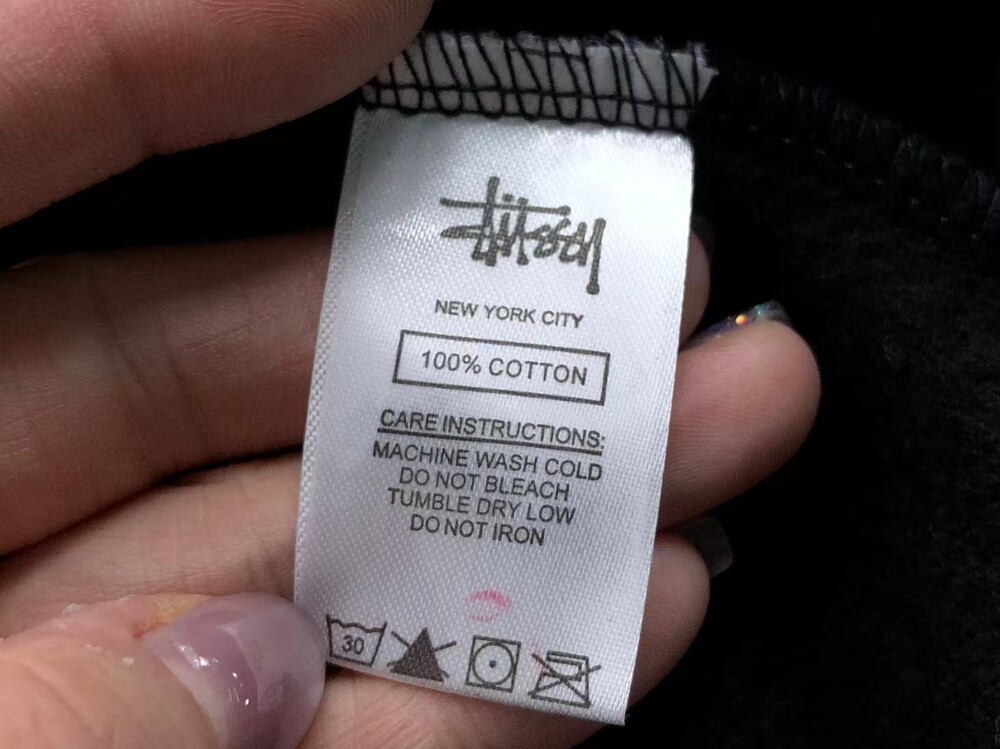 Stüssy
NEW YORK CITY
100% COTTON
CARE INSTRUCTIONS:
MACHINE WASH COLD
DO NOT BLEACH
TUMBLE DRY LOW
DO NOT IRON
30